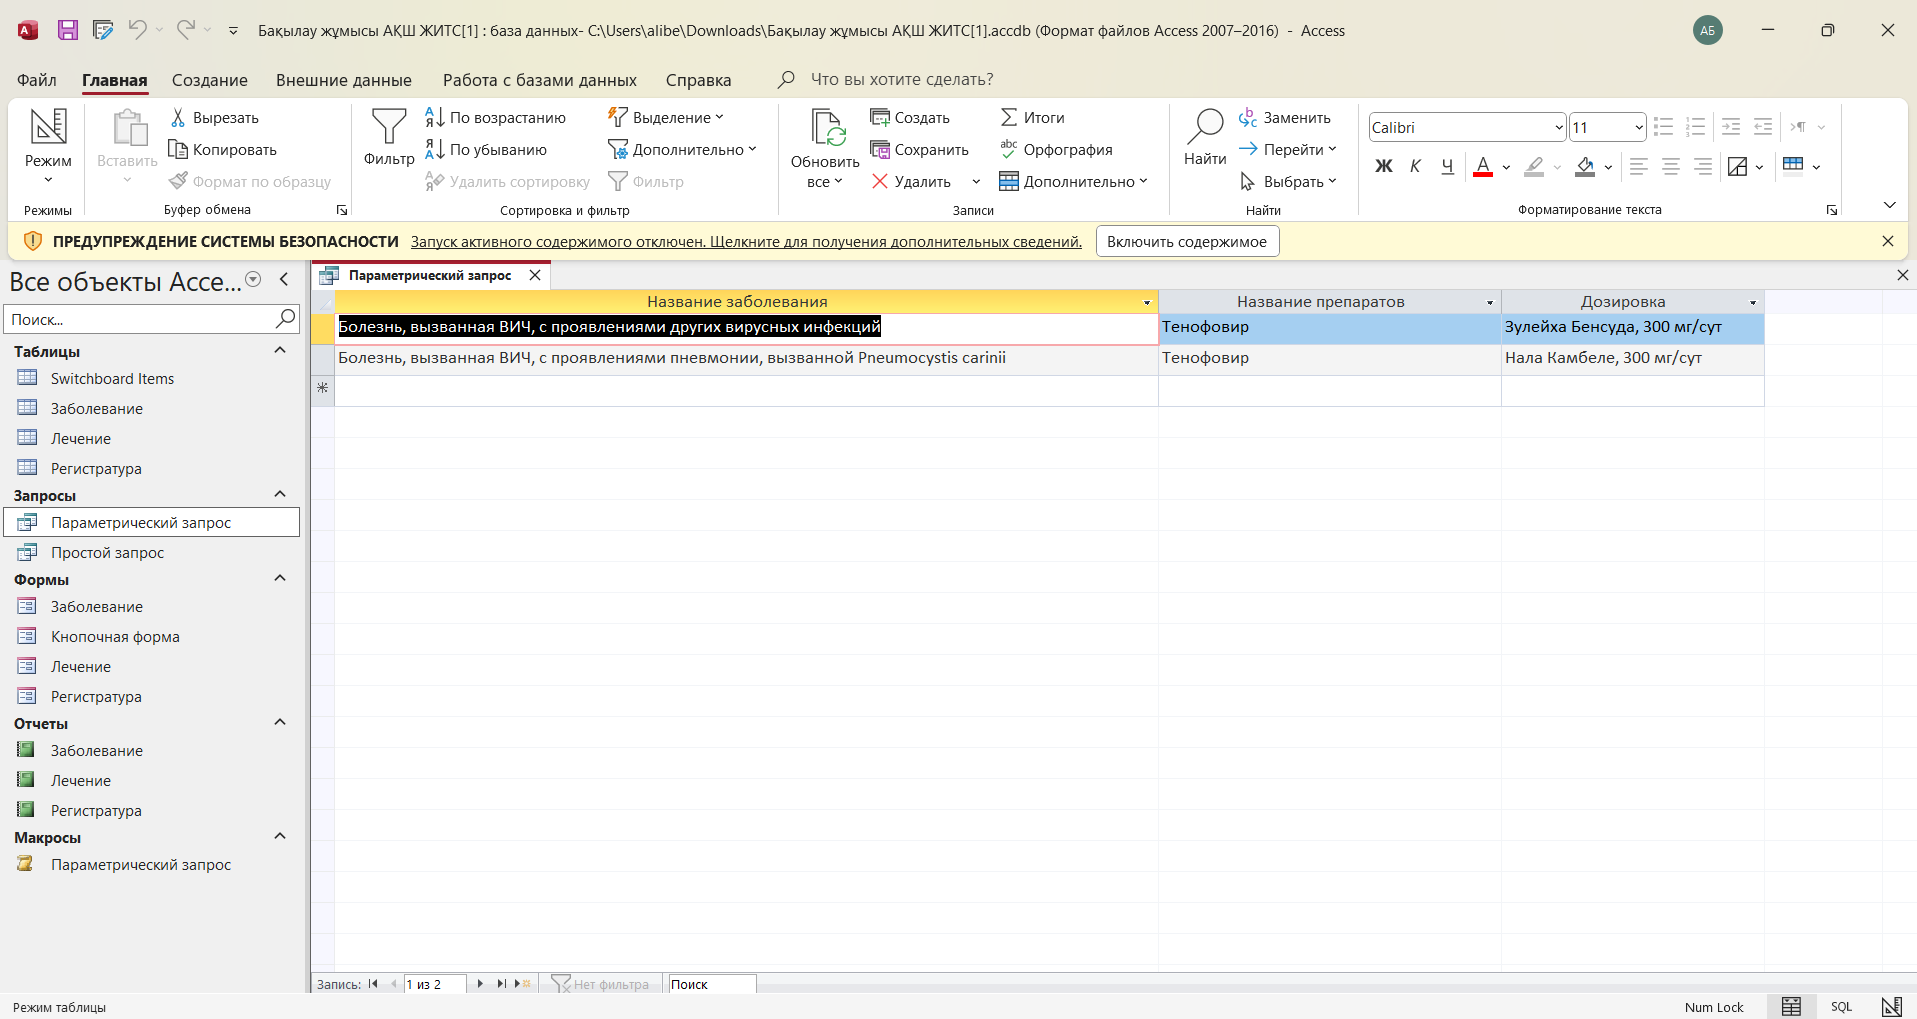 Бақылау жұмысы АҚШ ЖИТС[1] : база данных- C:\Users\alibe\Downloads\Бақылау жұмысы АҚШ ЖИТС[1].accdb (Формат файлов Access 2007–2016) - Access
АБ
Файл Главная Создание Внешние данные Работа с базами данных Справка Что вы хотите сделать?
Режим
Режимы
Вставить
Вырезать
Копировать
Формат по образцу
Буфер обмена
Фильтр
По возрастанию
По убыванию
Удалить сортировку
Выделение
Дополнительно
Фильтр
Сортировка и фильтр
Обновить
все
Создать
Сохранить
Удалить
Итоги
Орфография
Дополнительно
Записи
Найти
Заменить
Перейти
Выбрать
Найти
Calibri 11
Ж К Ч
Форматирование текста
ПРЕДУПРЕЖДЕНИЕ СИСТЕМЫ БЕЗОПАСНОСТИ Запуск активного содержимого отключен. Щелкните для получения дополнительных сведений. Включить содержимое
Все объекты Acce...
Поиск...
Таблицы
Switchboard Items
Заболевание
Лечение
Регистратура
Запросы
Параметрический запрос
Простой запрос
Формы
Заболевание
Кнопочная форма
Лечение
Регистратура
Отчеты
Заболевание
Лечение
Регистратура
Макросы
Параметрический запрос
Параметрический запрос
Название заболевания Название препаратов Дозировка
Болезнь, вызванная ВИЧ, с проявлениями других вирусных инфекций Тенофовир Зулейха Бенсуда, 300 мг/сут
Болезнь, вызванная ВИЧ, с проявлениями пневмонии, вызванной Pneumocystis carinii Тенофовир Нала Камбеле, 300 мг/сут
Запись: 1 из 2 Нет фильтра Поиск
Режим таблицы Num Lock SQL